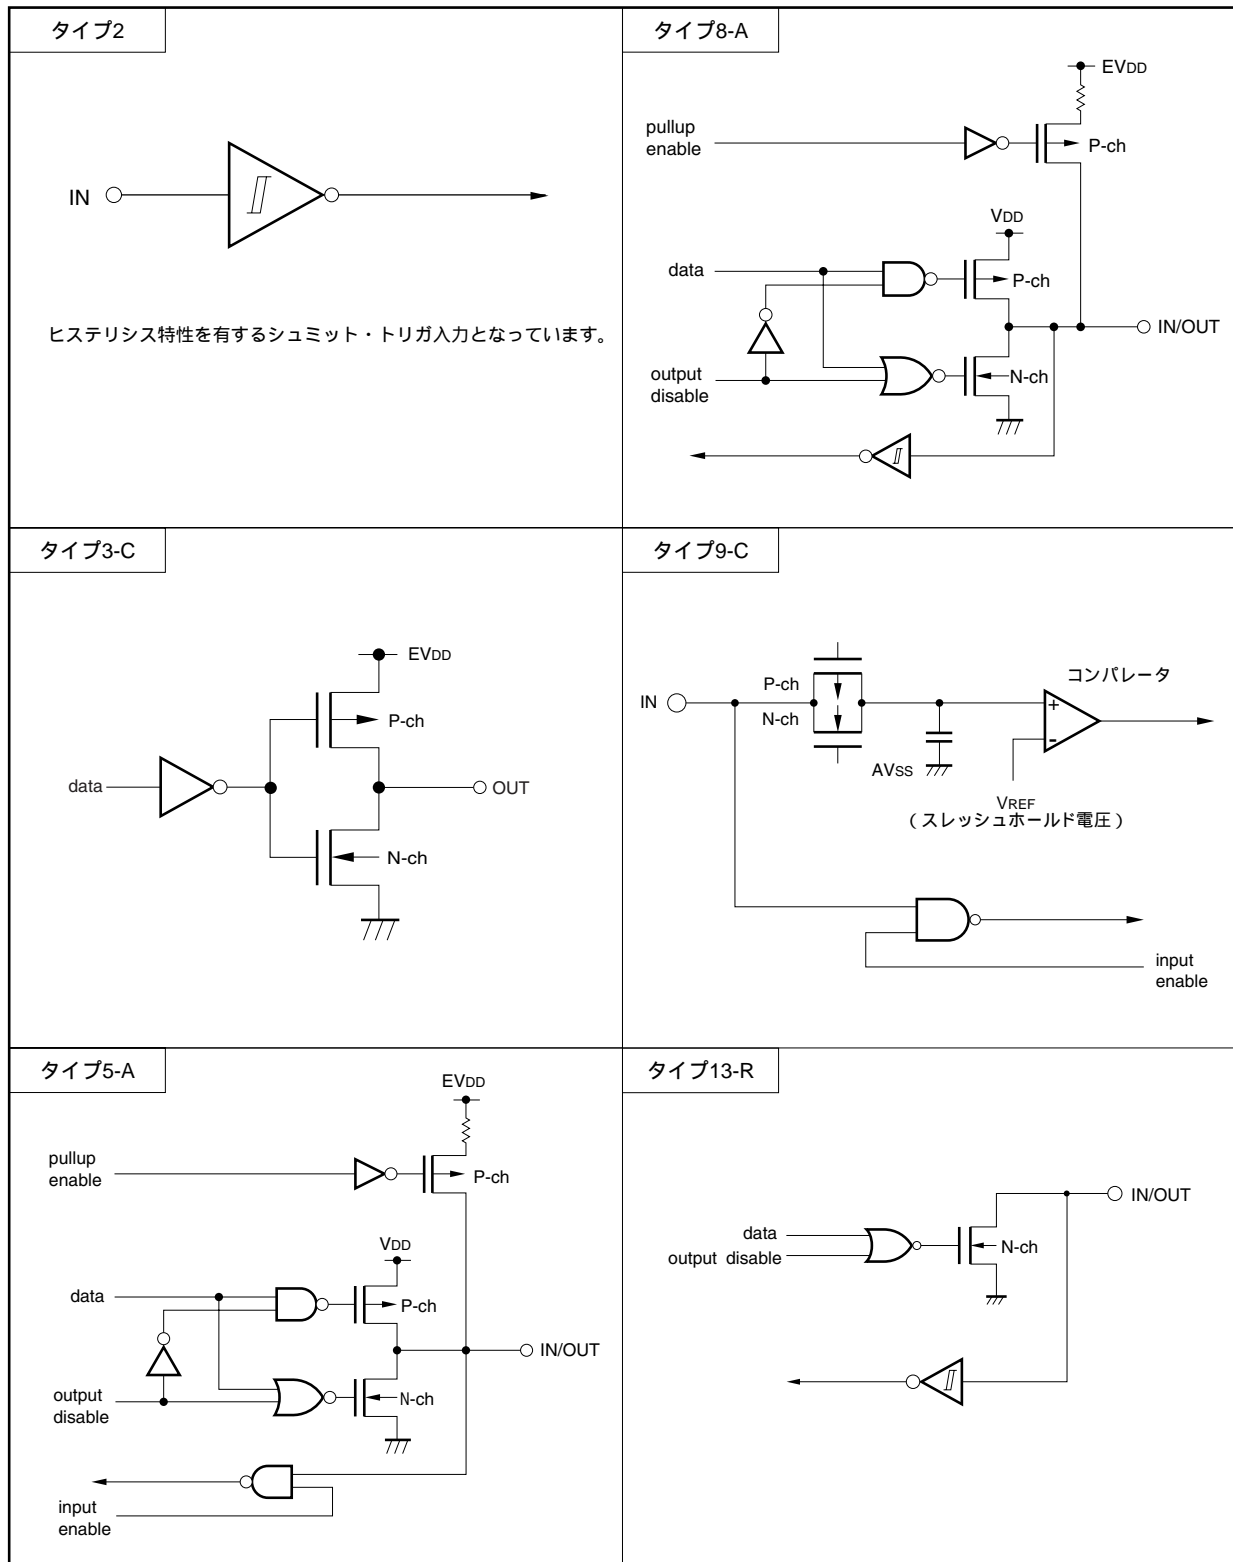 タイプ2
IN
ヒステリシス特性を有するシュミット・トリガ入力となっています。
タイプ8-A
EVDD
pullup
enable
P-ch
VDD
data
P-ch
IN/OUT
output
disable
N-ch
タイプ3-C
EVDD
P-ch
data
OUT
N-ch
タイプ9-C
コンパレータ
P-ch
IN
N-ch
+
-
AVSS
VREF
(スレッシュホールド電圧)
input
enable
タイプ5-A
EVDD
pullup
enable
P-ch
VDD
data
P-ch
IN/OUT
output
disable
N-ch
input
enable
タイプ13-R
IN/OUT
data
output disable
N-ch